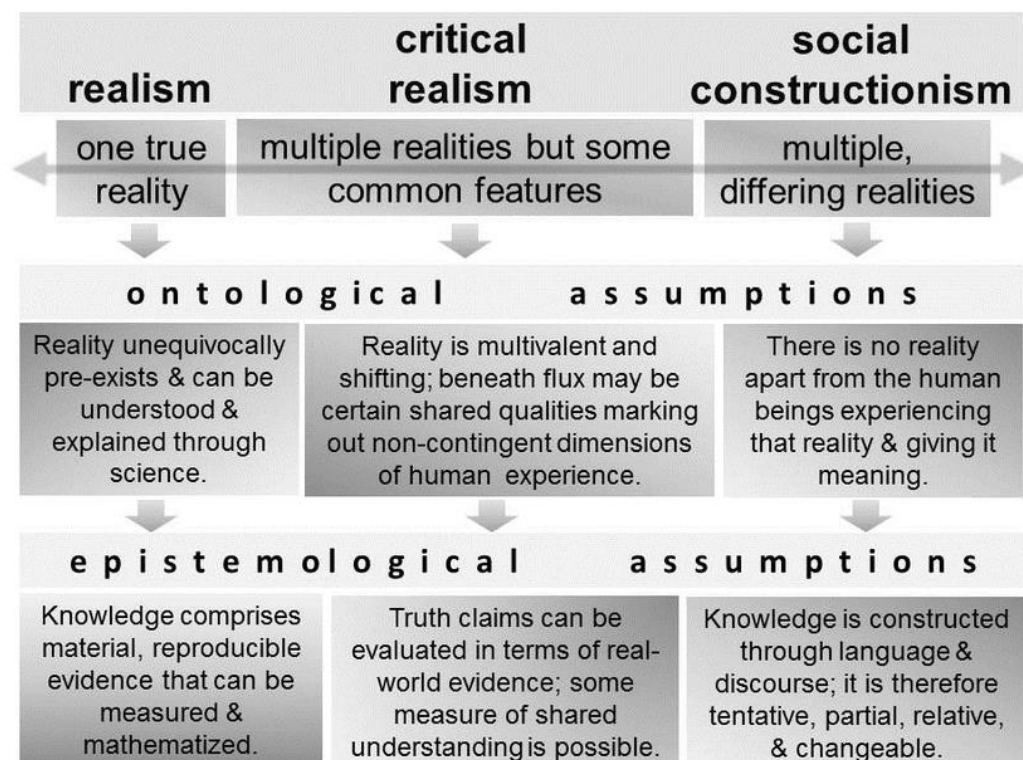 realism
critical
realism
social
constructionism
one true
reality
multiple realities but some
common features
multiple,
differing realities
ontological assumptions
Reality unequivocally
pre-exists & can be
understood &
explained through
science.
Reality is multivalent and
shifting; beneath flux may be
certain shared qualities marking
out non-contingent dimensions
of human experience.
There is no reality
apart from the human
beings experiencing
that reality & giving it
meaning.
epistemological assumptions
Knowledge comprises
material, reproducible
evidence that can be
measured &
mathematized.
Truth claims can be
evaluated in terms of real-
world evidence; some
measure of shared
understanding is possible.
Knowledge is constructed
through language &
discourse; it is therefore
tentative, partial, relative,
& changeable.